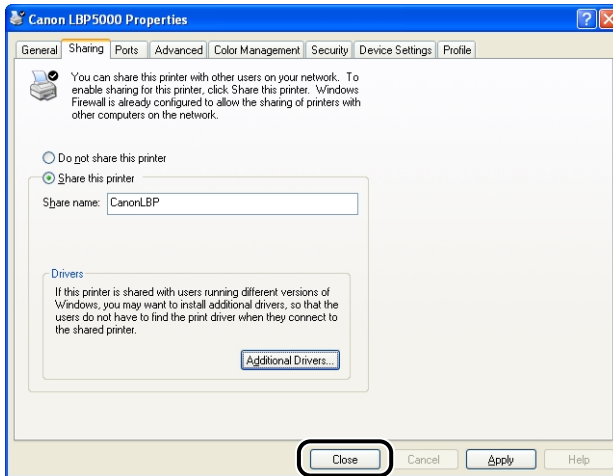 Canon LBP5000 Properties
General Sharing Ports Advanced Color Management Security Device Settings Profile
You can share this printer with other users on your network. To
enable sharing for this printer, click Share this printer. Windows
Firewall is already configured to allow the sharing of printers with
other computers on the network.
Do not share this printer
Share this printer
Share name: CanonLBP
Drivers
If this printer is shared with users running different versions of
Windows, you may want to install additional drivers, so that the
users do not have to find the print driver when they connect to
the shared printer.
Additional Drivers...
Close Cancel Apply Help